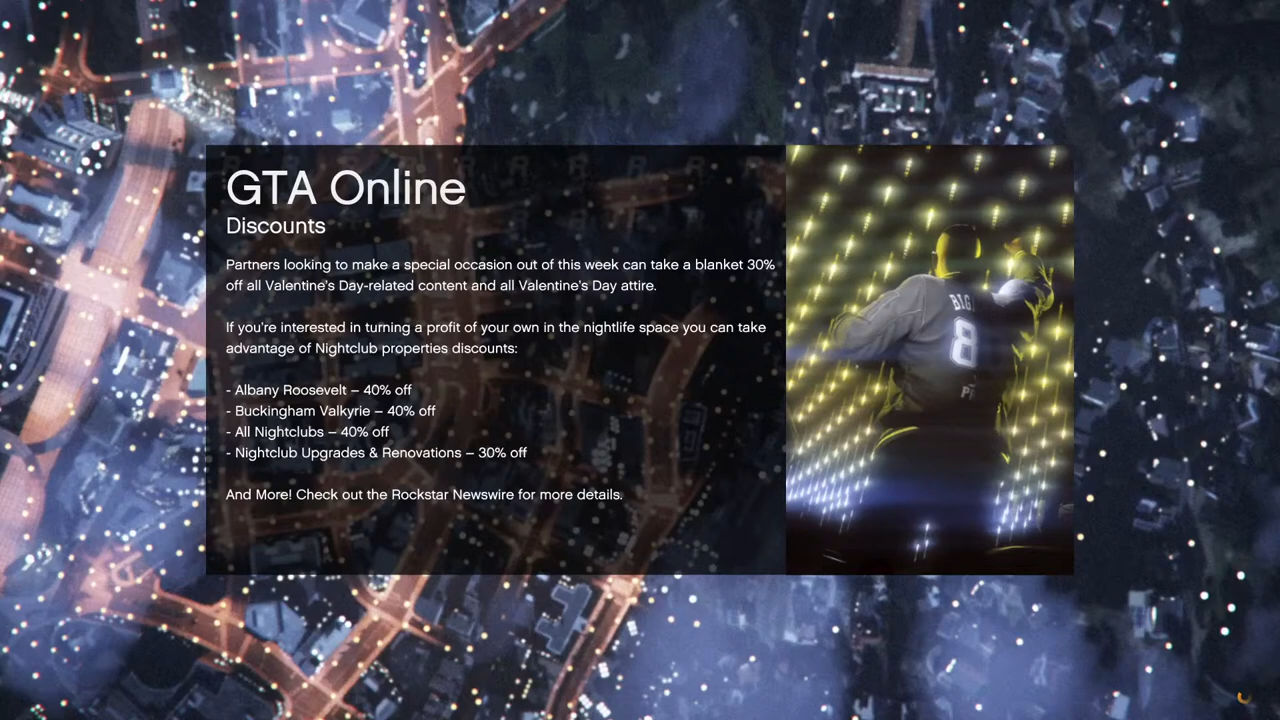 GTA Online
Discounts
Partners looking to make a special occasion out of this week can take a blanket 30%
off all Valentine's Day-related content and all Valentine's Day attire.
If you're interested in turning a profit of your own in the nightlife space you can take
advantage of Nightclub properties discounts:
- Albany Roosevelt – 40% off
- Buckingham Valkyrie – 40% off
- All Nightclubs – 40% off
- Nightclub Upgrades & Renovations – 30% off
And More! Check out the Rockstar Newswire for more details.
BIG
8